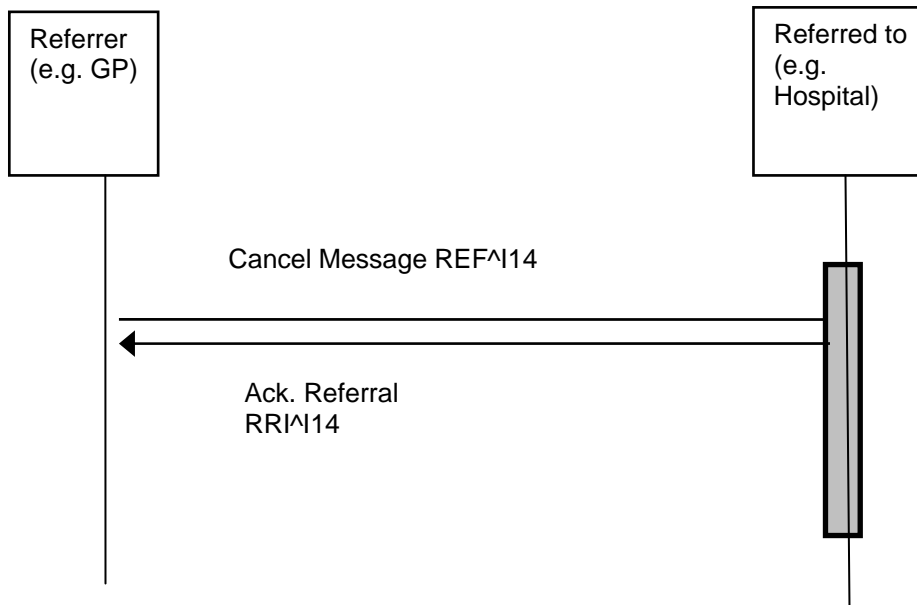 Referrer
(e.g. GP)
Referred to
(e.g.
Hospital)
Cancel Message REF^I14
Ack. Referral
RRI^I14